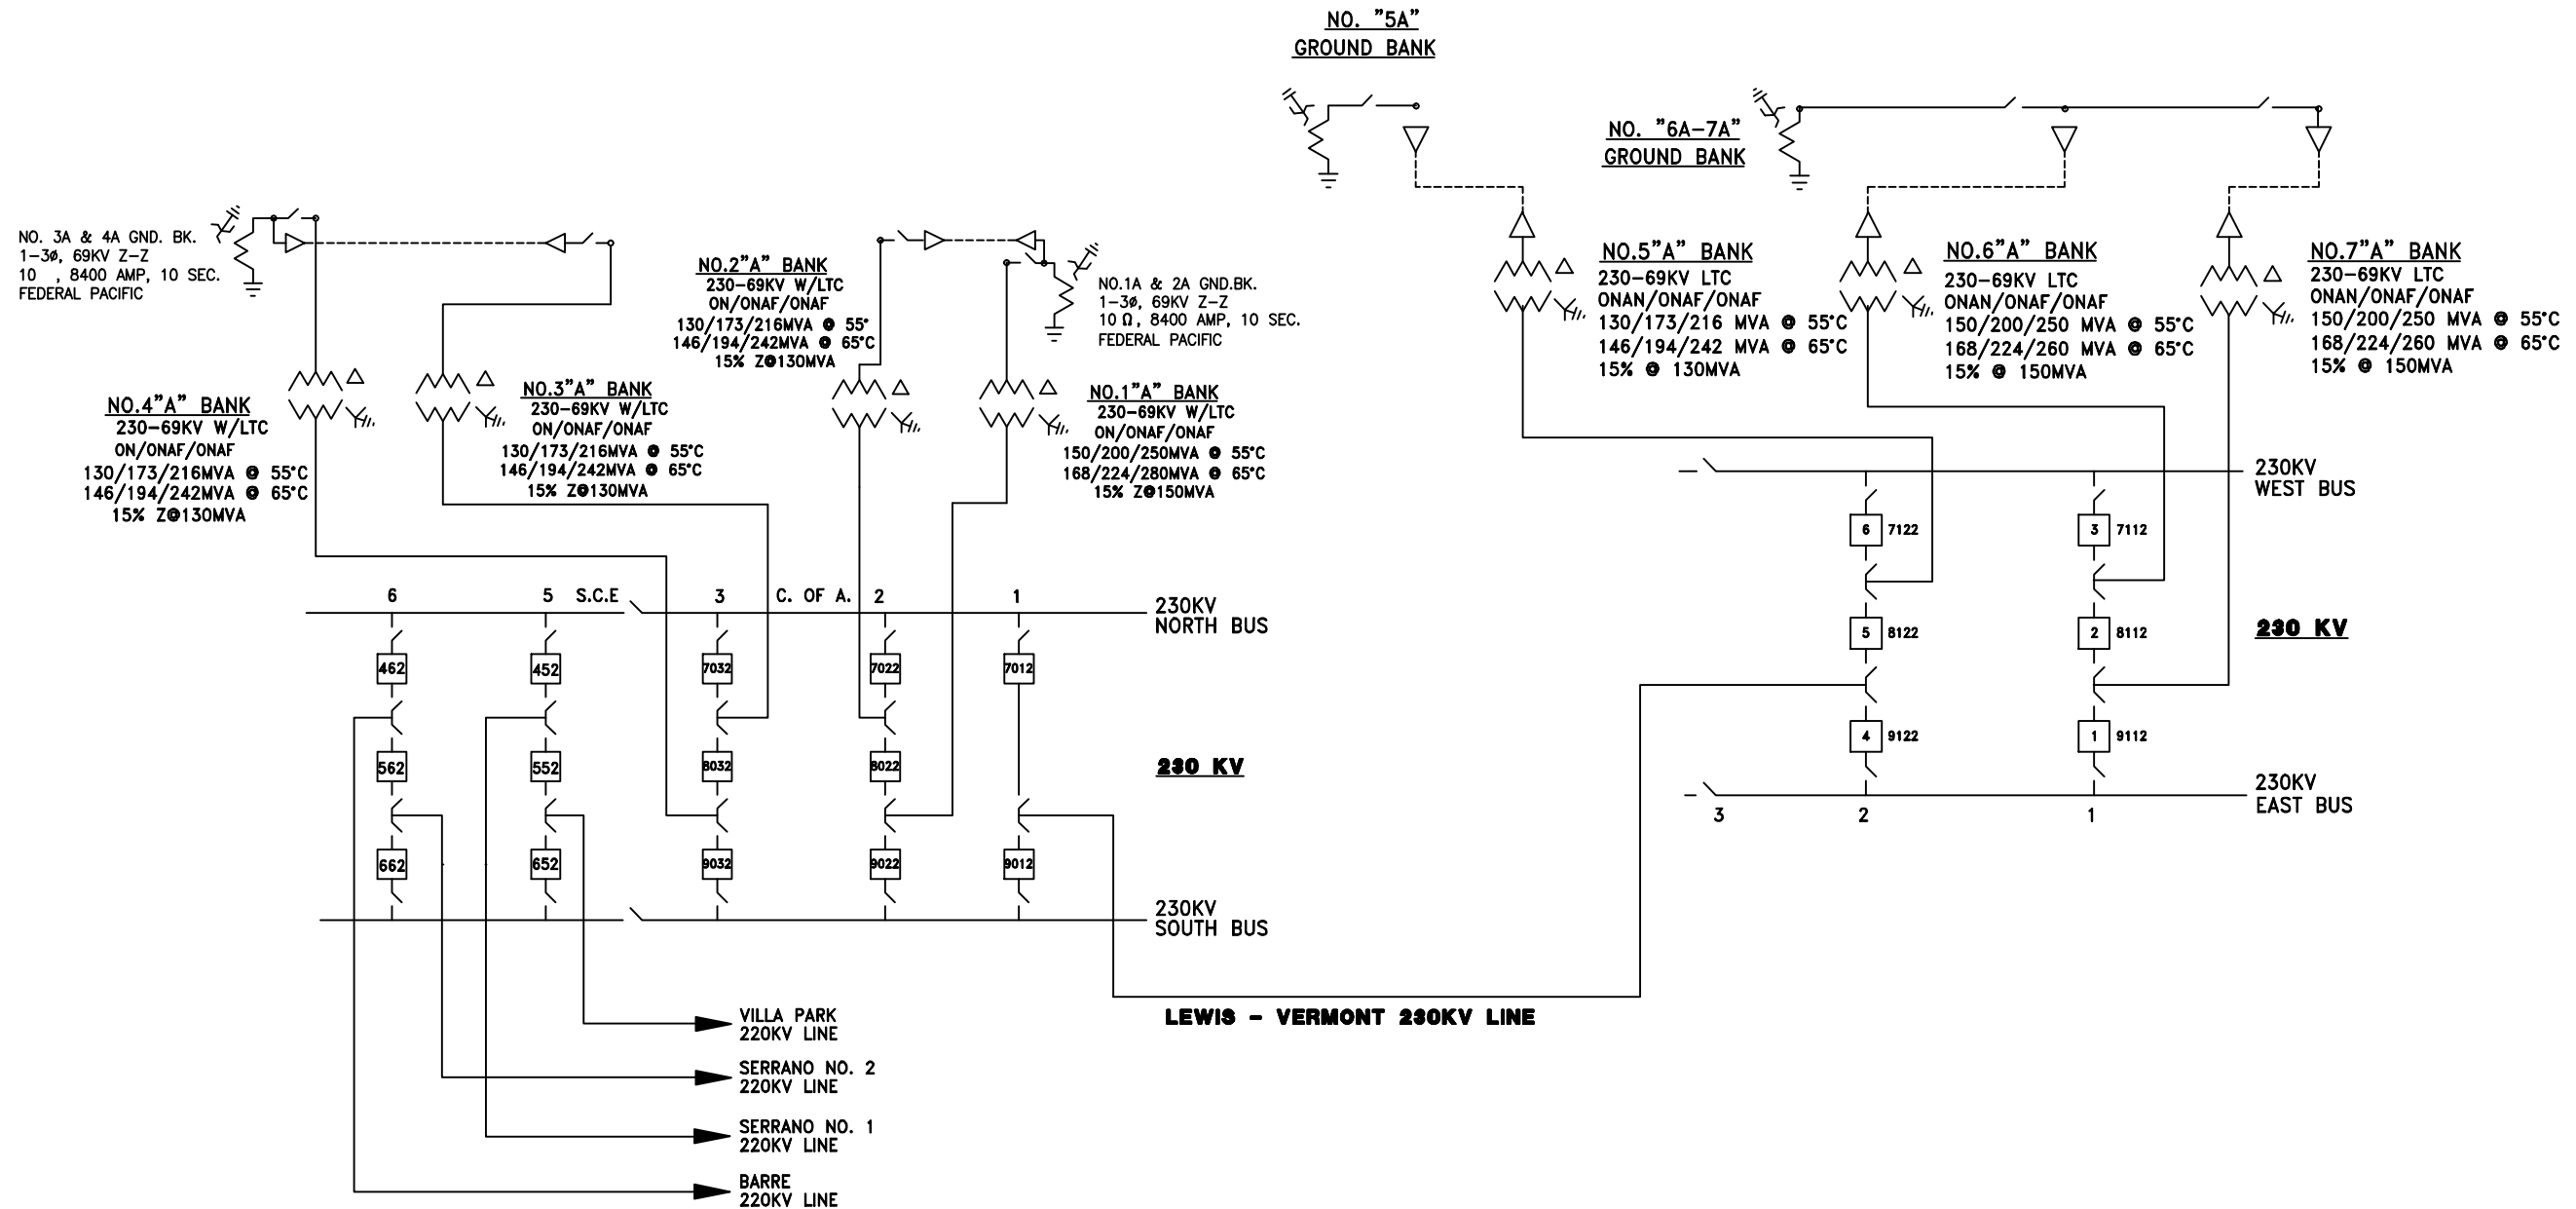 NO. "5A"
GROUND BANK
NO. "6A-7A"
GROUND BANK
NO. 3A & 4A GND. BK.
1-3ø, 69KV Z-Z
10 , 8400 AMP, 10 SEC.
FEDERAL PACIFIC
NO.2"A" BANK
230-69KV W/LTC
ON/ONAF/ONAF
130/173/216MVA @ 55°
146/194/242MVA @ 65°C
15% Z@130MVA
NO.1A & 2A GND.BK.
1-3ø, 69KV Z-Z
10 Ω, 8400 AMP, 10 SEC.
FEDERAL PACIFIC
NO.5"A" BANK
230-69KV LTC
ONAN/ONAF/ONAF
130/173/216 MVA @ 55°C
146/194/242 MVA @ 65°C
15% @ 130MVA
NO.6"A" BANK
230-69KV LTC
ONAN/ONAF/ONAF
150/200/250 MVA @ 55°C
168/224/260 MVA @ 65°C
15% @ 150MVA
NO.7"A" BANK
230-69KV LTC
ONAN/ONAF/ONAF
150/200/250 MVA @ 55°C
168/224/260 MVA @ 65°C
15% @ 150MVA
NO.4"A" BANK
230-69KV W/LTC
ON/ONAF/ONAF
130/173/216MVA @ 55°C
146/194/242MVA @ 65°C
15% Z@130MVA
NO.3"A" BANK
230-69KV W/LTC
ON/ONAF/ONAF
130/173/216MVA @ 55°C
146/194/242MVA @ 65°C
15% Z@130MVA
NO.1"A" BANK
230-69KV W/LTC
ON/ONAF/ONAF
150/200/250MVA @ 55°C
168/224/280MVA @ 65°C
15% Z@150MVA
6 5 S.C.E 3 C. OF A. 2 1
230KV
NORTH BUS
462 452 7032 7022 7012
562 552 8032 8022
230 KV
662 652 9032 9022 9012
230KV
SOUTH BUS
230KV
WEST BUS
6 7122 3 7112
5 8122 2 8112
230 KV
4 9122 1 9112
230KV
EAST BUS
3 2 1
LEWIS - VERMONT 230KV LINE
VILLA PARK
220KV LINE
SERRANO NO. 2
220KV LINE
SERRANO NO. 1
220KV LINE
BARRE
220KV LINE